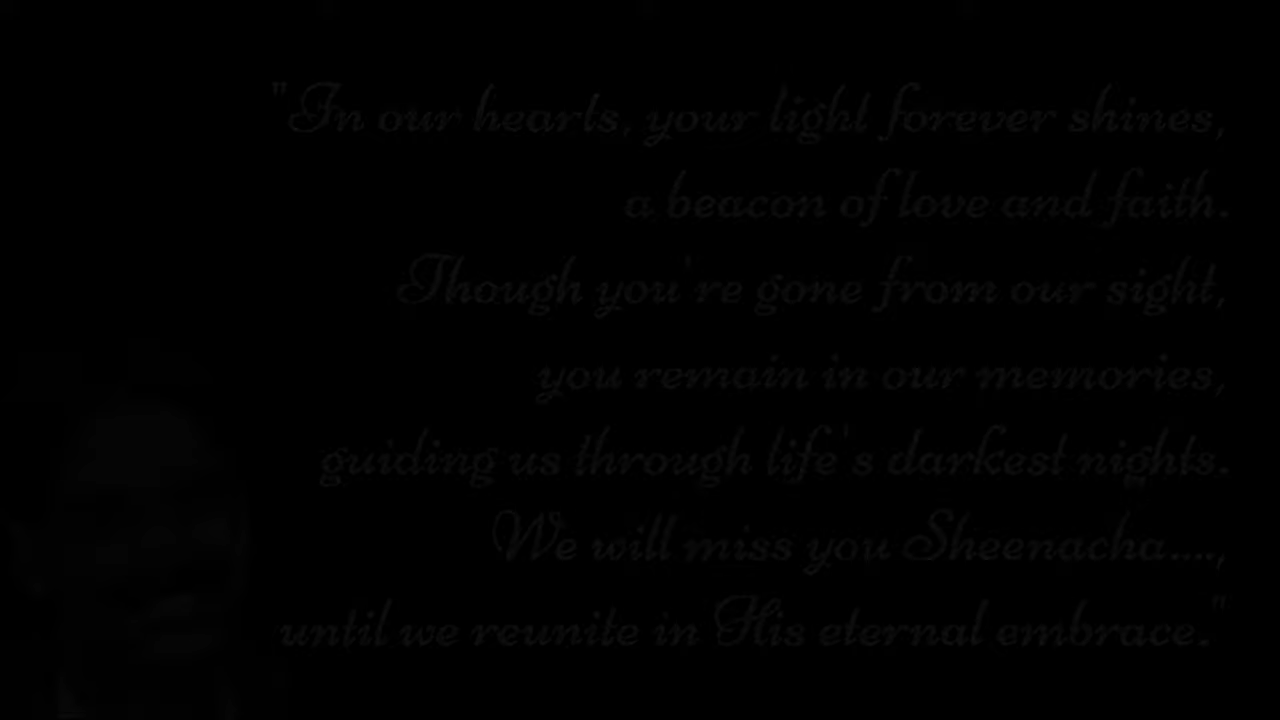 "In our hearts, your light forever shines,
a beacon of love and faith.
Though you're gone from our sight,
you remain in our memories,
guiding us through life's darkest nights.
We will miss you Sheenacha....,
until we reunite in His eternal embrace."